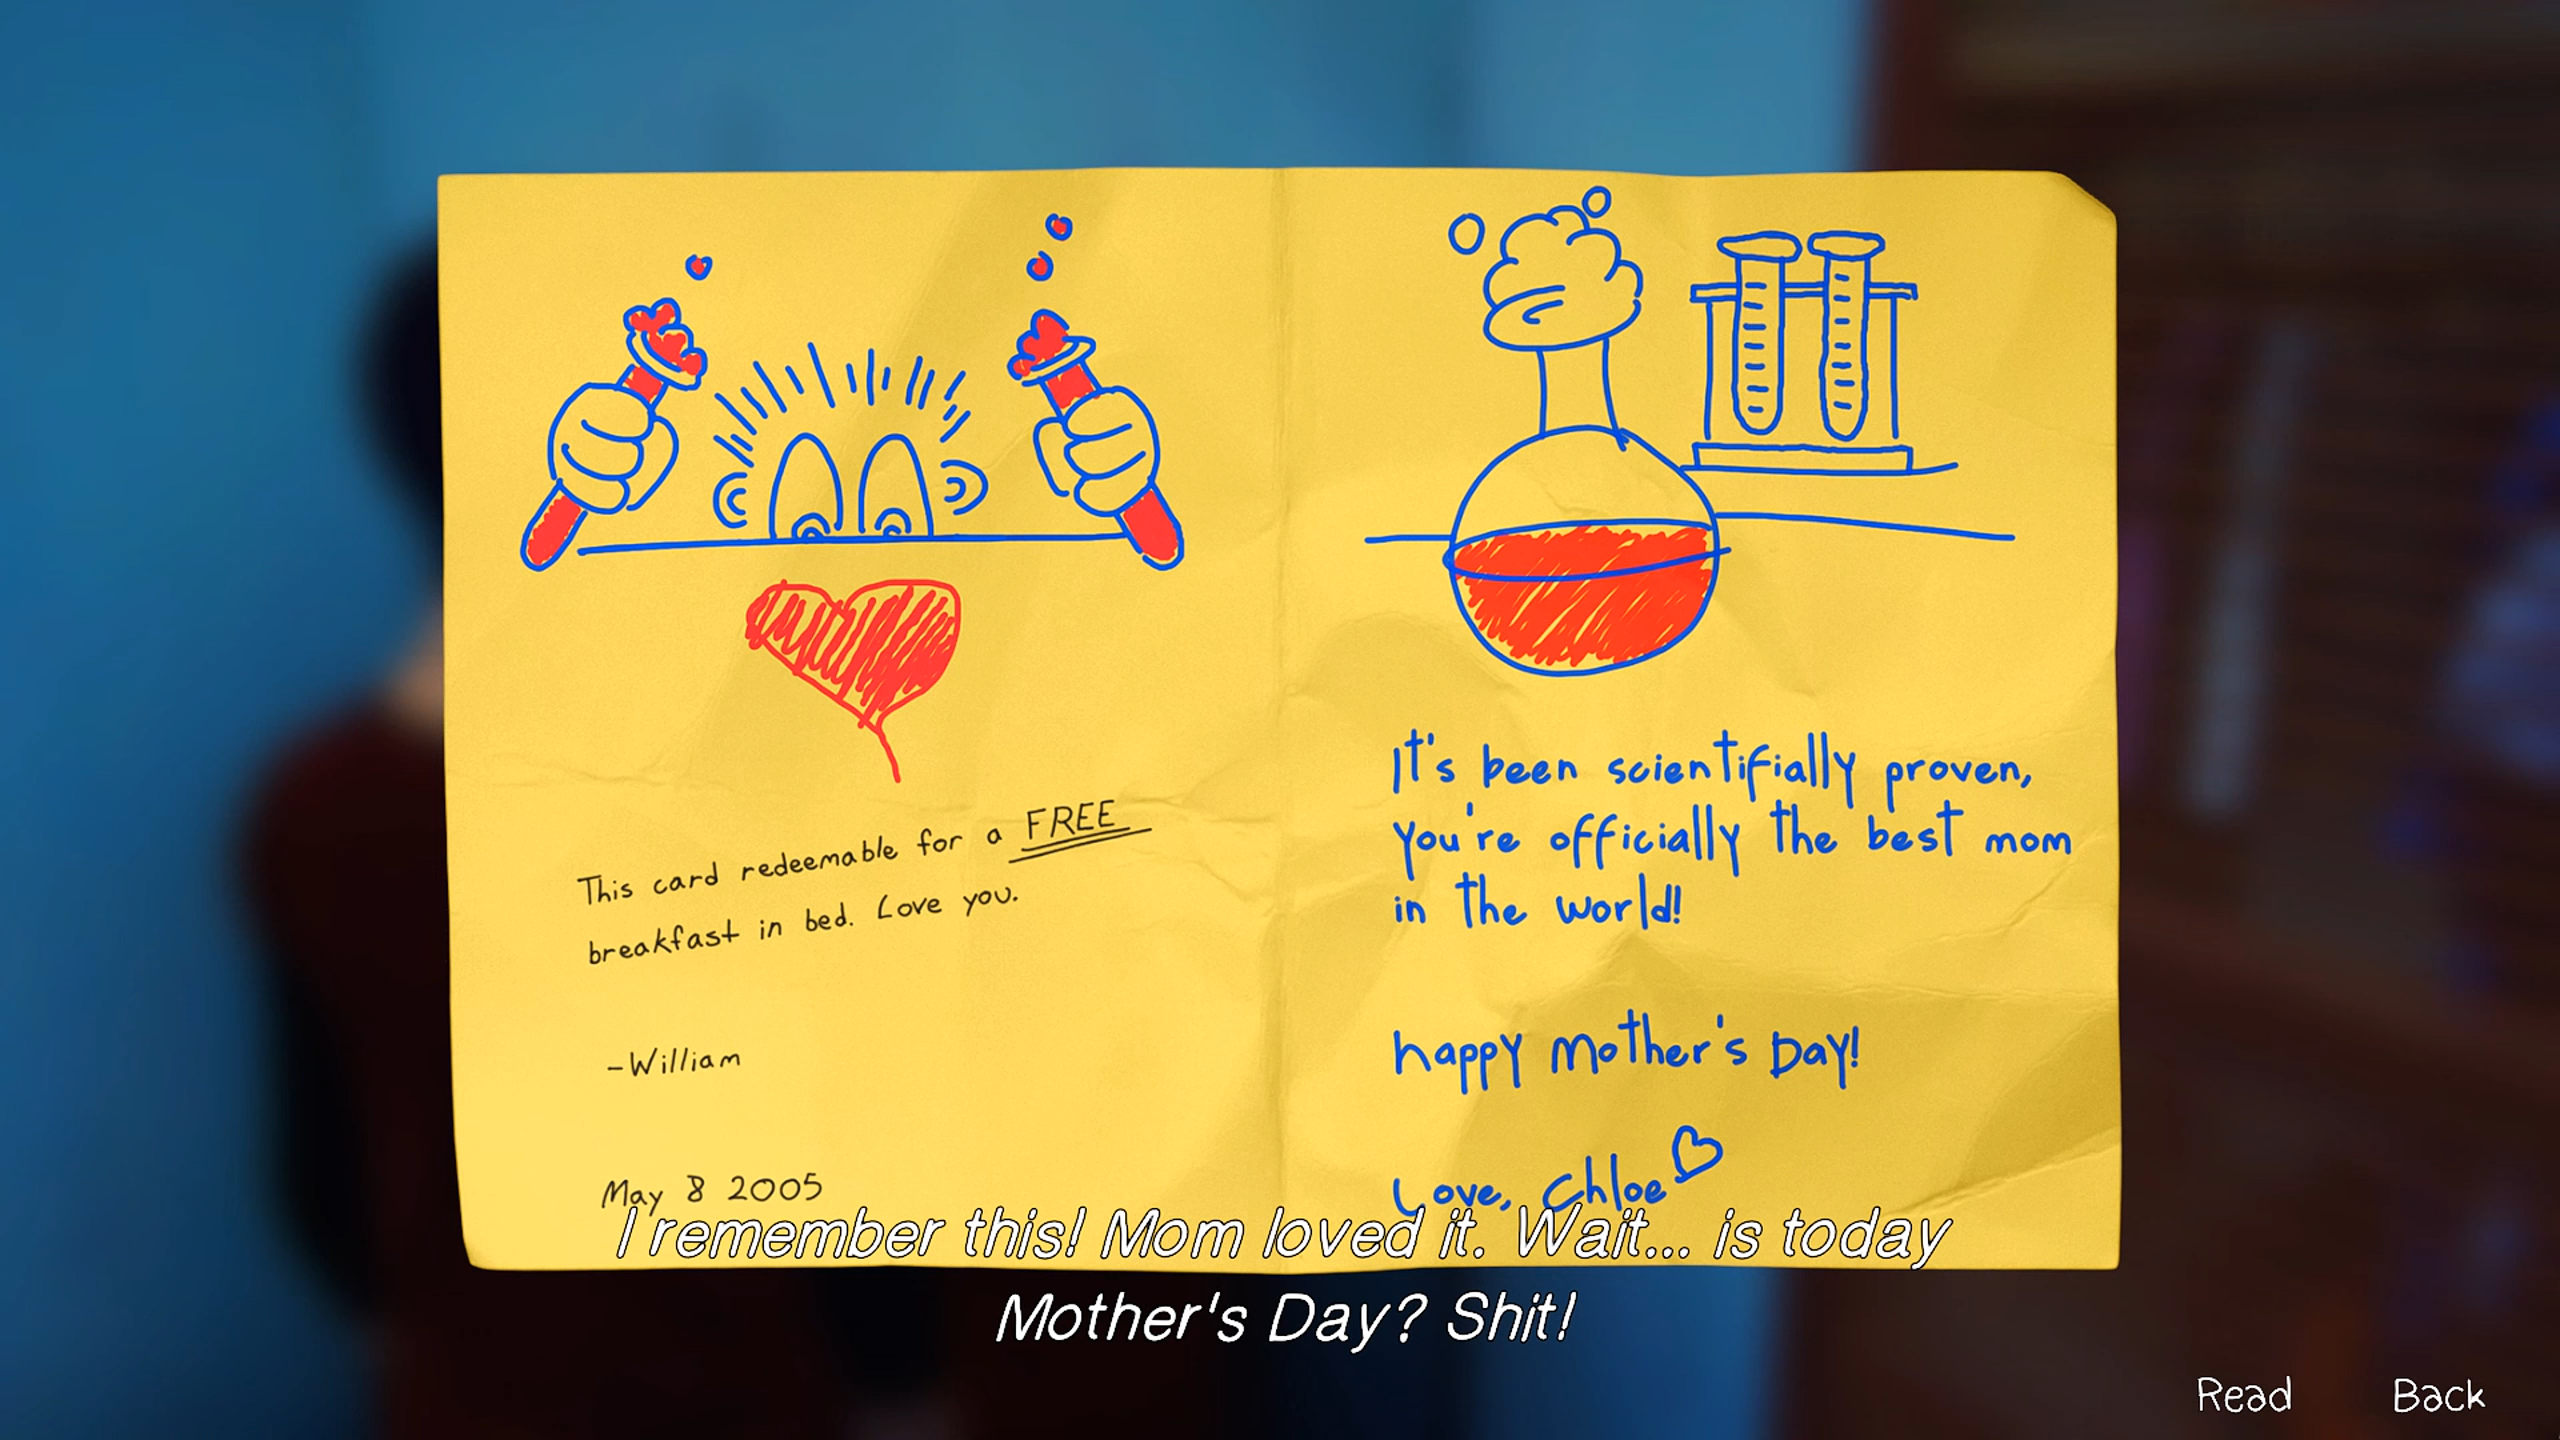 This card redeemable for a FREE
breakfast in bed. Love you.
-William
May 8 2005
It's been scientifially proven,
you're officially the best mom
in the world!
happy Mother's Day!
Love, Chloe
I remember this! Mom loved it. Wait... is today
Mother's Day? Shit!
Read Back